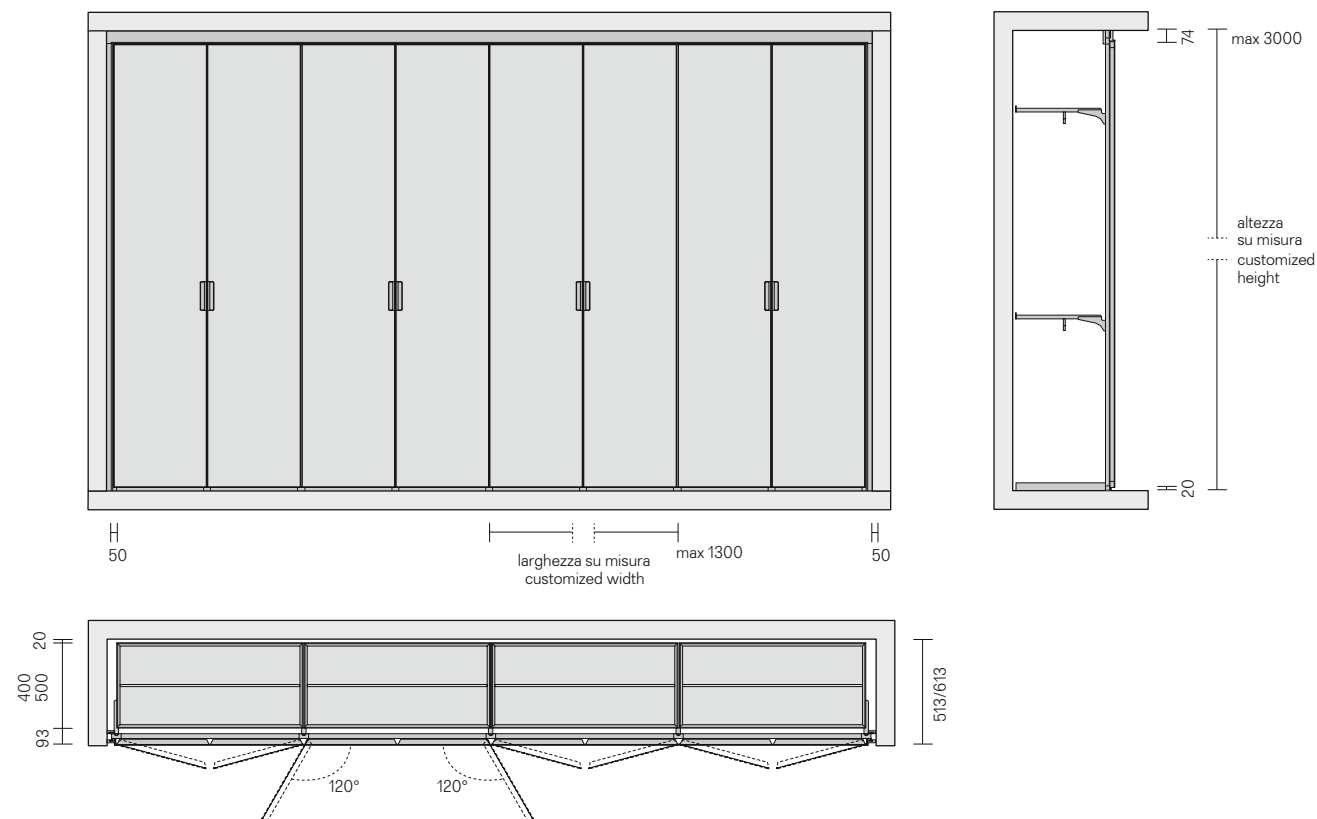 74
max 3000
altezza
su misura
customized
height
20
50
larghezza su misura
customized width
max 1300
50
20
400
500
93
513/613
120°
120°